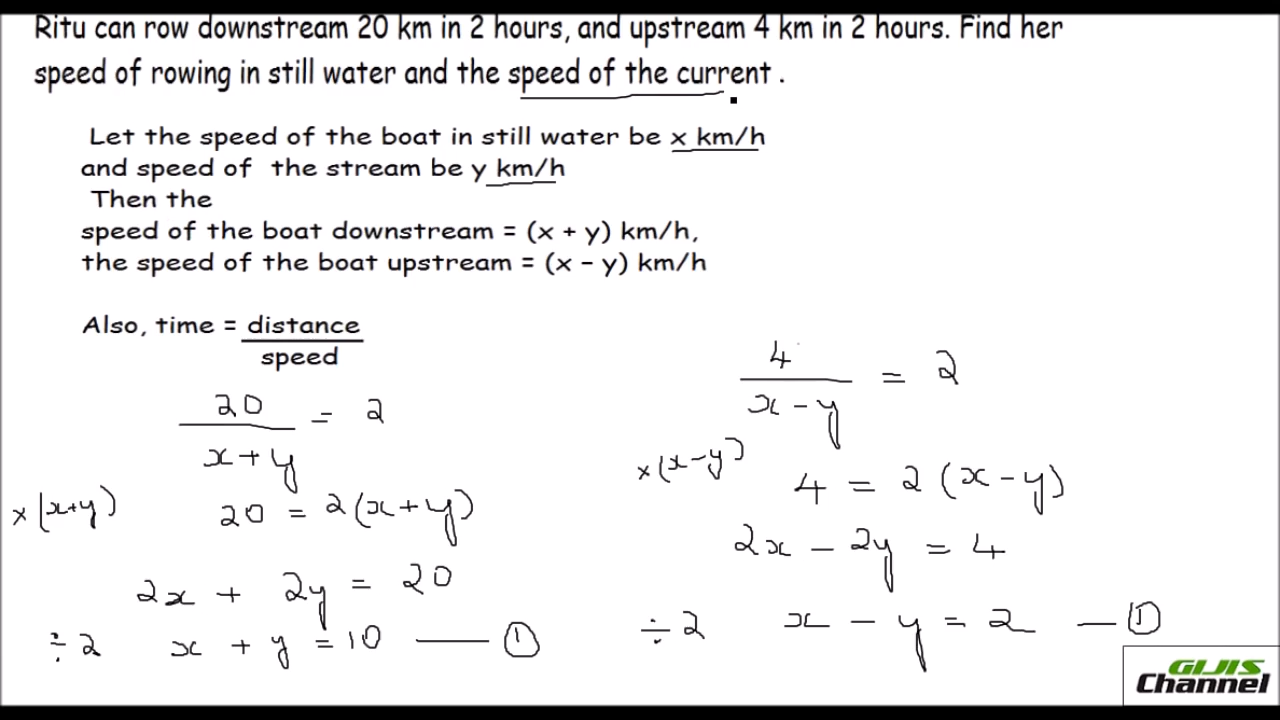 Ritu can row downstream 20 km in 2 hours, and upstream 4 km in 2 hours. Find her
speed of rowing in still water and the speed of the current .
Let the speed of the boat in still water be x km/h
and speed of the stream be y km/h
Then the
speed of the boat downstream = (x + y) km/h,
the speed of the boat upstream = (x – y) km/h
Also, time = distance
speed
20
= 2
x + y
× (x+y) 20 = 2(x + y)
2x + 2y = 20
÷ 2 x + y = 10 — ①
4
= 2
x – y
× (x – y) 4 = 2 (x – y)
2x – 2y = 4
÷ 2 x – y = 2 — ①
GIJIS
Channel